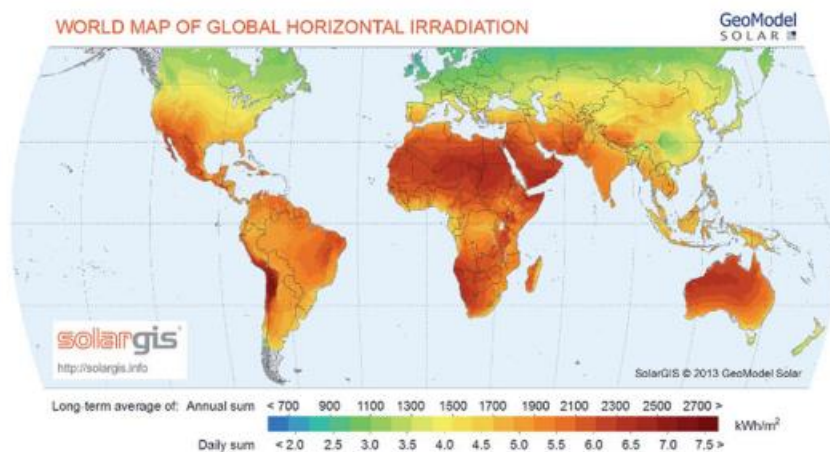 WORLD MAP OF GLOBAL HORIZONTAL IRRADIATION
GeoModel
SOLAR
solargis
http://solargis.info
SolarGIS © 2013 GeoModel Solar
Long-term average of: Annual sum < 700 900 1100 1300 1500 1700 1900 2100 2300 2500 2700 >
kWh/m²
Daily sum < 2.0 2.5 3.0 3.5 4.0 4.5 5.0 5.5 6.0 6.5 7.0 7.5 >